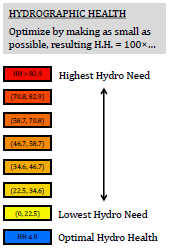 HYDROGRAPHIC HEALTH
Optimize by making as small as
possible, resulting H.H. = 100×...
HH > 82.9
Highest Hydro Need
(70.8, 82.9)
(58.7, 70.8)
(46.7, 58.7)
(34.6, 46.7)
(22.5, 34.6)
(0, 22.5)
Lowest Hydro Need
HH ≤ 0
Optimal Hydro Health